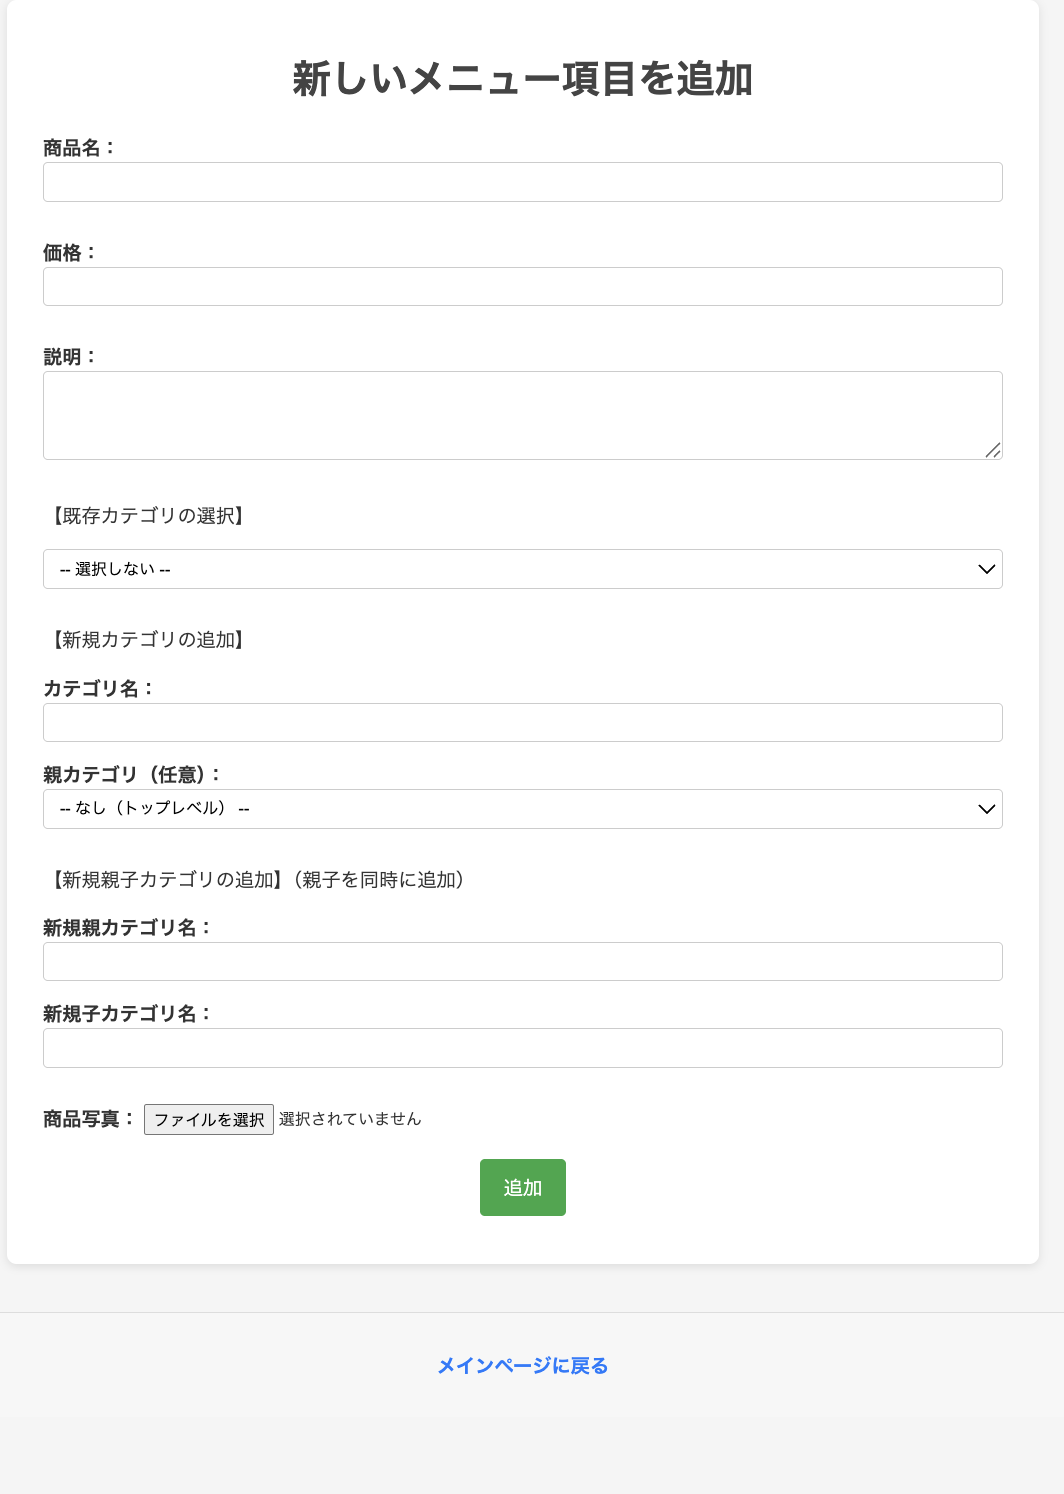 新しいメニュー項目を追加
商品名：
価格：
説明：
【既存カテゴリの選択】
-- 選択しない --
【新規カテゴリの追加】
カテゴリ名：
親カテゴリ（任意）：
-- なし（トップレベル） --
【新規親子カテゴリの追加】（親子を同時に追加）
新規親カテゴリ名：
新規子カテゴリ名：
商品写真： ファイルを選択 選択されていません
追加
メインページに戻る